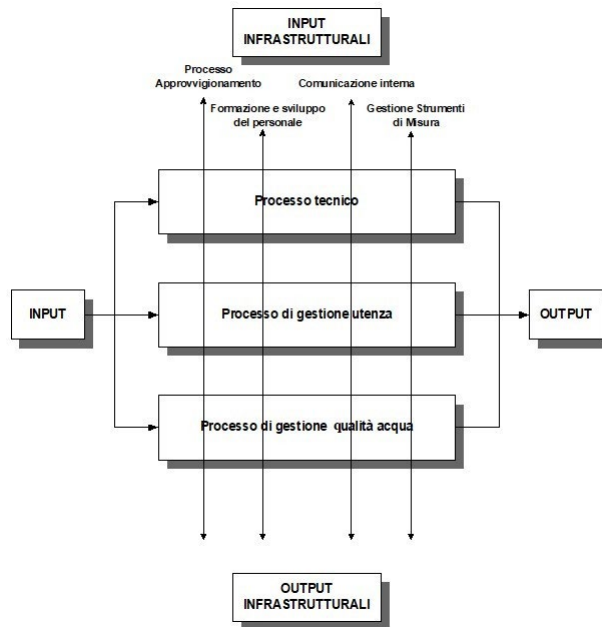 INPUT
INFRASTRUTTURALI
Processo
Approvvigionamento
Comunicazione interna
Formazione e sviluppo
del personale
Gestione Strumenti
di Misura
Processo tecnico
INPUT
Processo di gestione utenza
OUTPUT
Processo di gestione qualità acqua
OUTPUT
INFRASTRUTTURALI